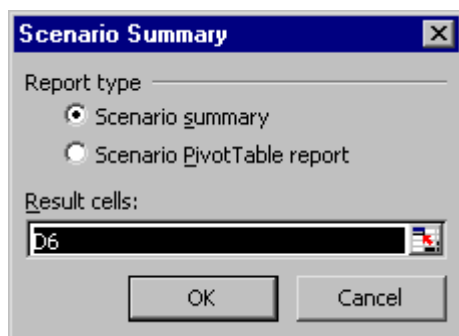 Scenario Summary
Report type
Scenario summary
Scenario PivotTable report
Result cells:
D6
OK Cancel